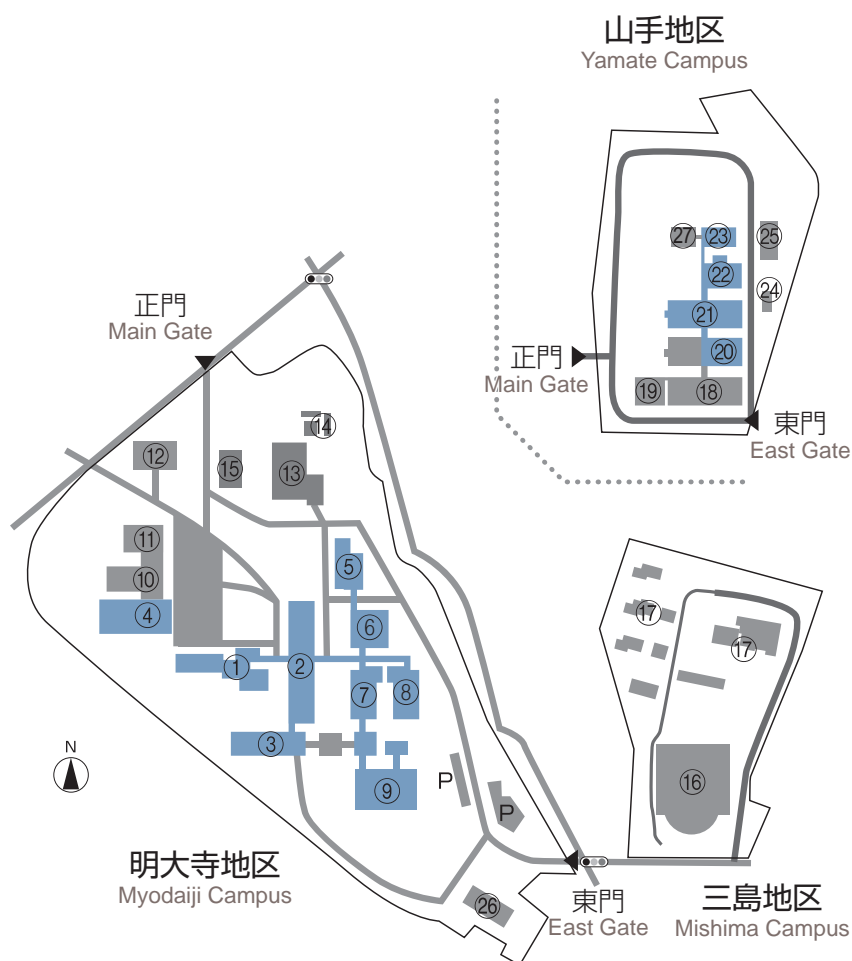 山手地区
Yamate Campus
㉗
㉓
㉕
㉒
㉔
㉑
正門
Main Gate
⑳
⑲
⑱
東門
East Gate
正門
Main Gate
⑭
⑫
⑮
⑬
⑪
⑤
⑩
④
⑥
①
②
⑦
⑧
③
⑨
N
P
P
⑰
⑰
⑯
明大寺地区
Myodaiji Campus
㉖
東門
East Gate
三島地区
Mishima Campus